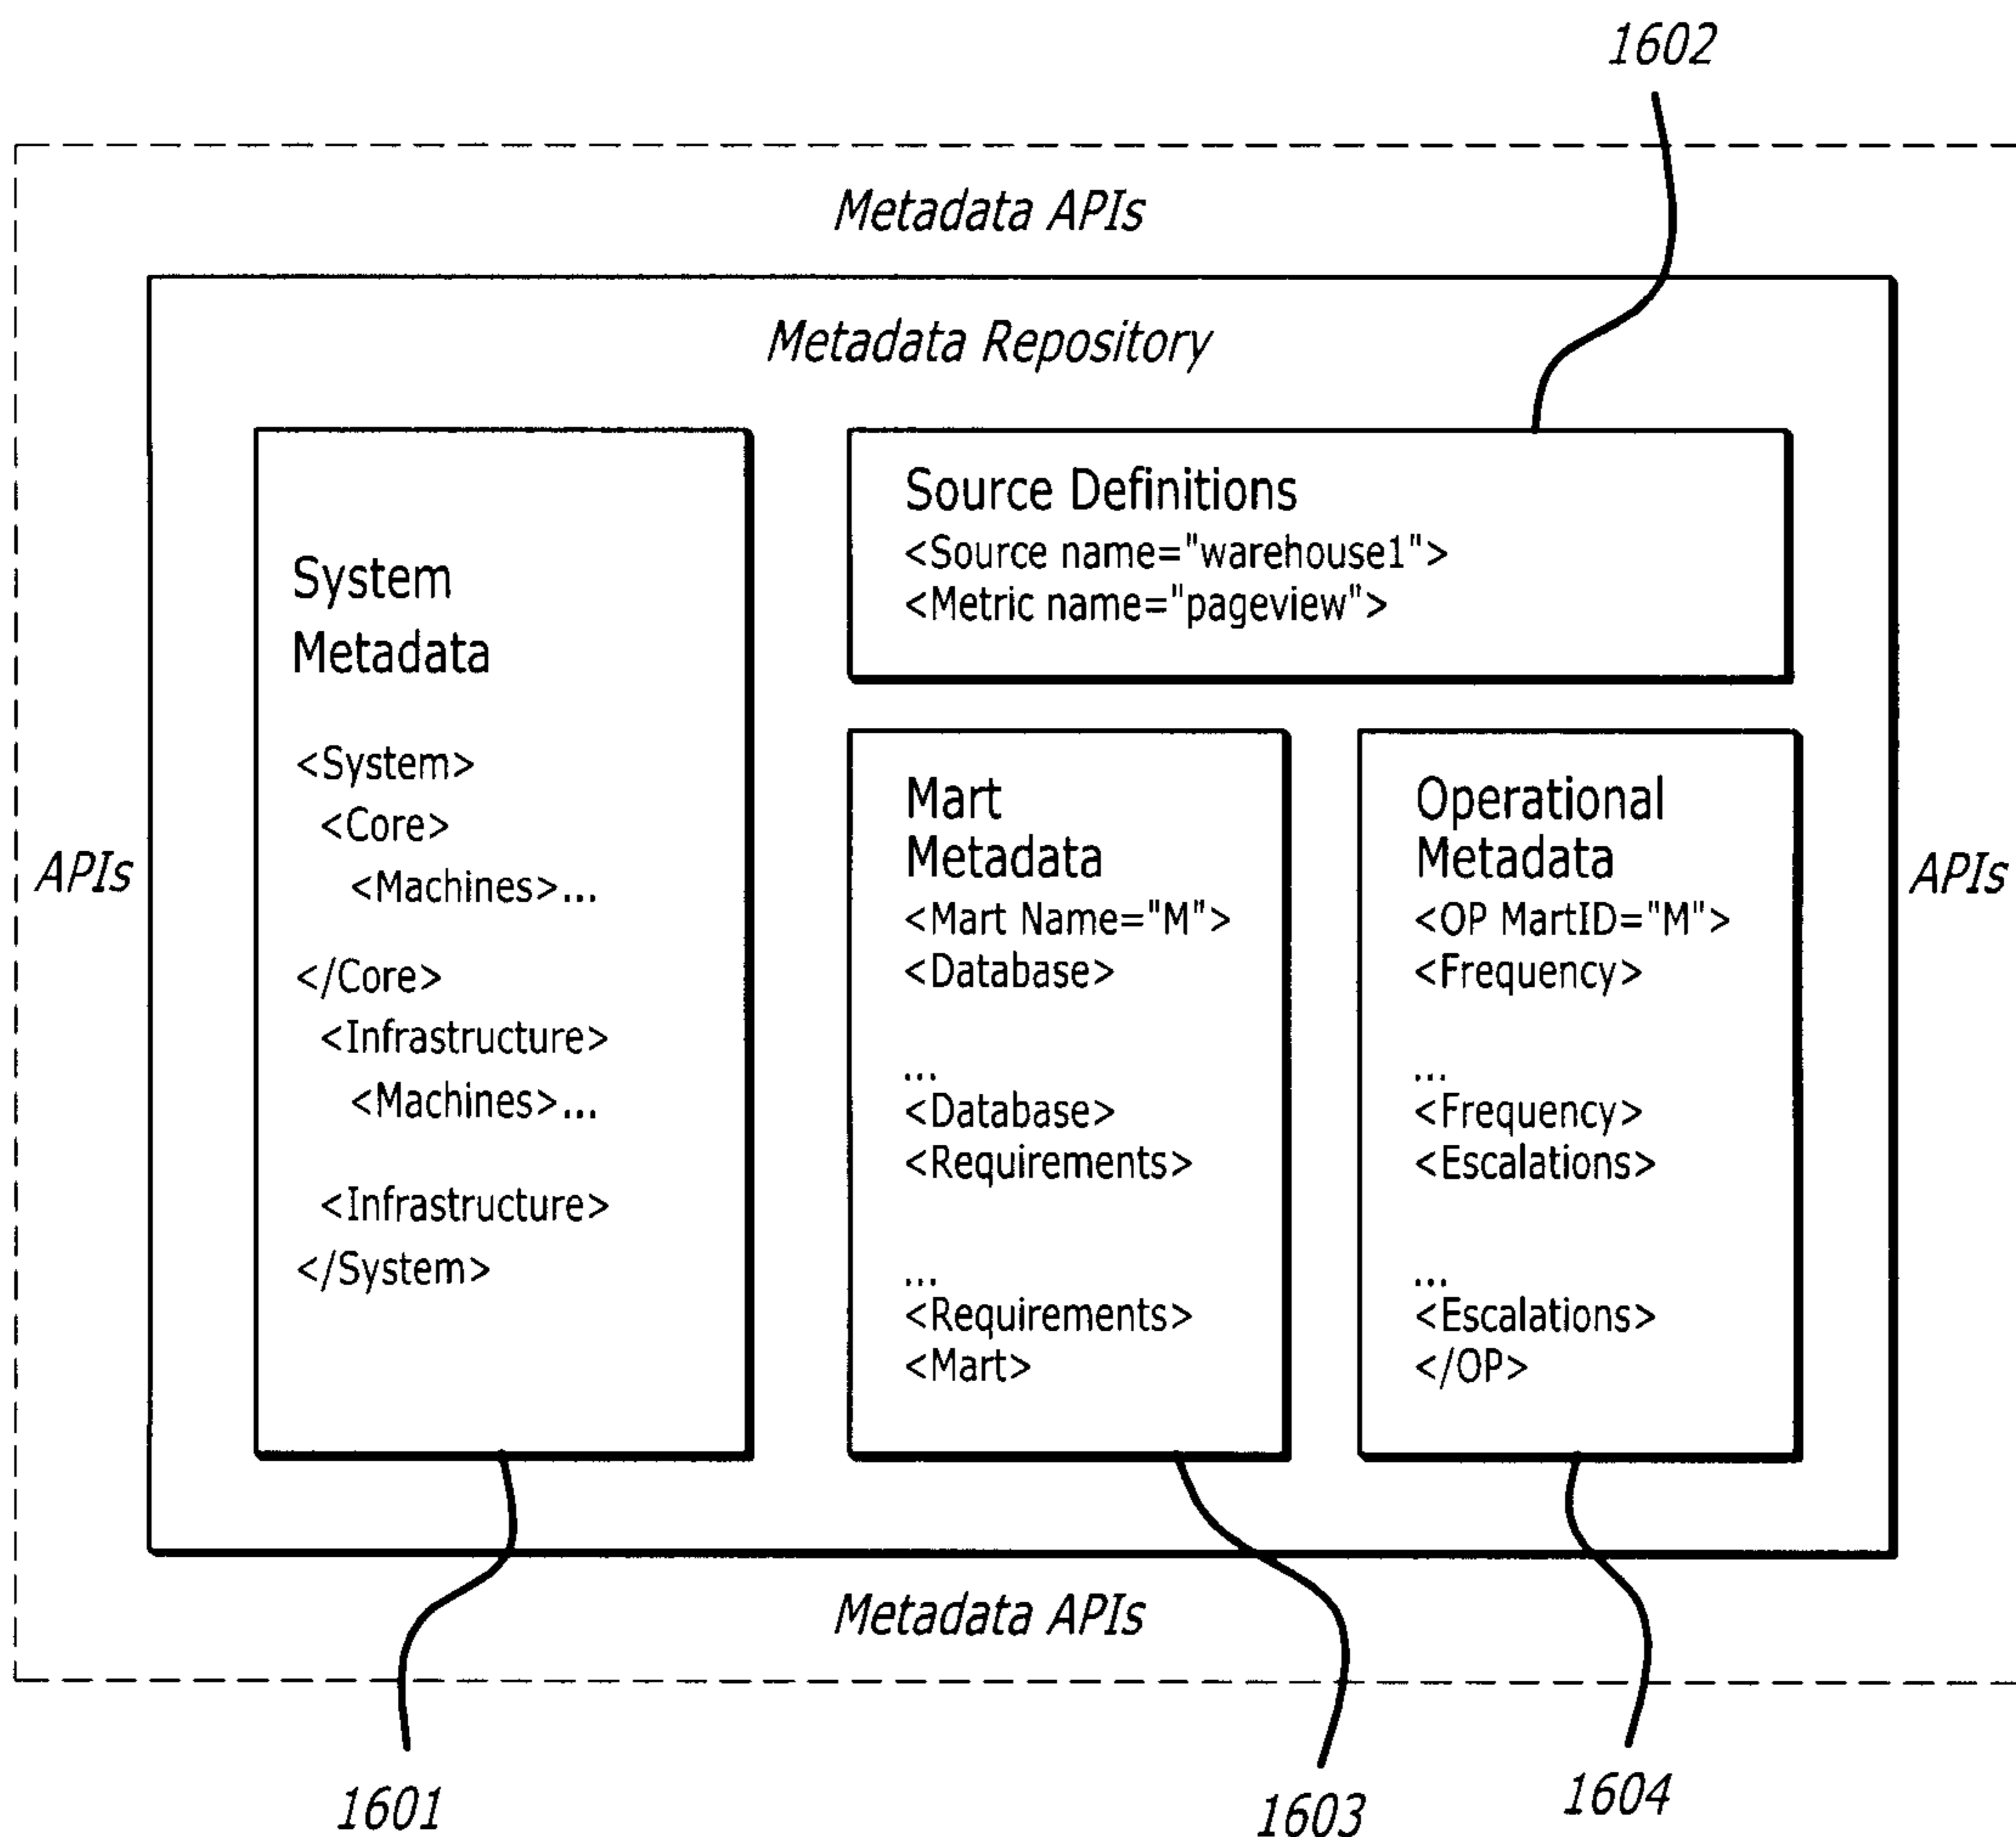 1602
Metadata APIs
Metadata Repository
System
Metadata
<System>
<Core>
<Machines>...
</Core>
<Infrastructure>
<Machines>...
<Infrastructure>
</System>
Source Definitions
<Source name="warehouse1">
<Metric name="pageview">
Mart
Metadata
<Mart Name="M">
<Database>
...
<Database>
<Requirements>
...
<Requirements>
<Mart>
Operational
Metadata
<OP MartID="M">
<Frequency>
...
<Frequency>
<Escalations>
...
<Escalations>
</OP>
APIs
APIs
Metadata APIs
1601
1603
1604